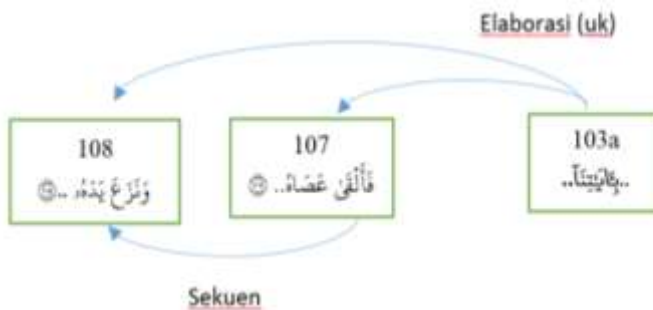 Elaborasi (uk)
103a
..بِـَٔايَـٰتِنَآ..
107
فَأَلْقَىٰ عَصَاهُ..
108
وَنَزَعَ يَدَهُۥ..
Sekuen